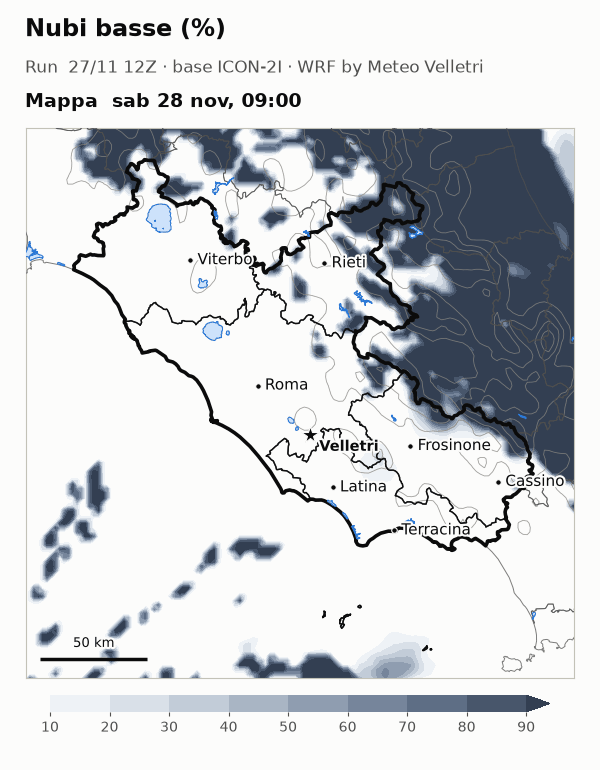 Nubi basse (%)
Run  27/11 12Z · base ICON-2I · WRF by Meteo Velletri
Mappa  sab 28 nov, 09:00
Viterbo
Rieti
Roma
Velletri
Frosinone
Cassino
Latina
Terracina
50 km
10 20 30 40 50 60 70 80 90